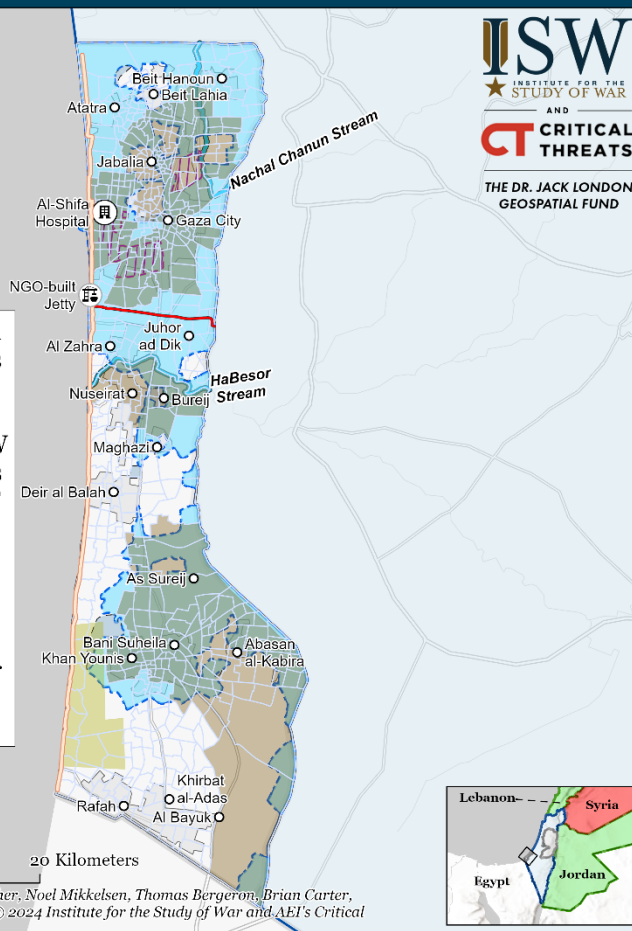 ISW
INSTITUTE FOR THE
STUDY OF WAR
AND
CT CRITICAL
THREATS
THE DR. JACK LONDON
GEOSPATIAL FUND
Beit Hanoun
Beit Lahia
Atatra
Nachal Chanun Stream
Jabalia
Al-Shifa
Hospital
Gaza City
NGO-built
Jetty
Juhor
ad Dik
Al Zahra
HaBesor
Stream
Nuseirat
Bureij
Maghazi
Deir al Balah
As Sureij
Bani Suheila
Khan Younis
Abasan
al-Kabira
Khirbat
al-Adas
Rafah
Al Bayuk
Lebanon
Syria
Egypt
Jordan
20 Kilometers
Noel Mikkelsen, Thomas Bergeron, Brian Carter,
© 2024 Institute for the Study of War and AEI's Critical